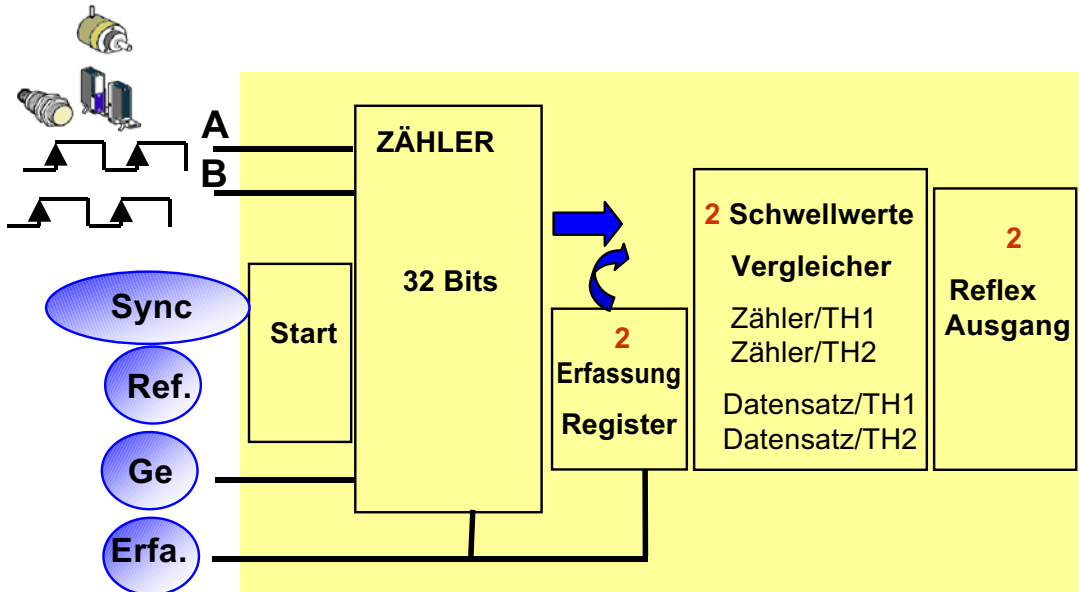 A
B
ZÄHLER
32 Bits
Sync
Start
Ref.
Ge
Erfa.
2
Erfassung
Register
2 Schwellwerte
Vergleicher
Zähler/TH1
Zähler/TH2
Datensatz/TH1
Datensatz/TH2
2
Reflex
Ausgang